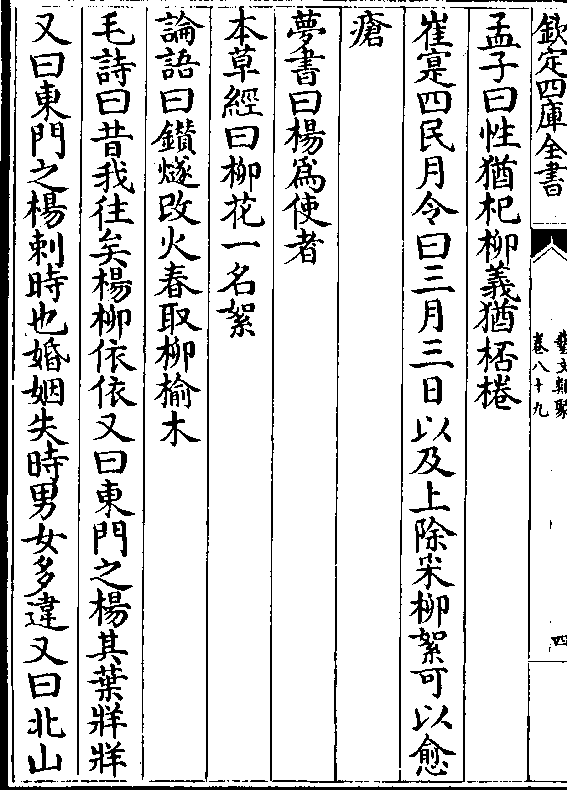 欽定四庫全書
藝文類聚
卷八十九
四
孟子曰性猶杞柳義猶桮棬
崔寔四民月令曰三月三日以及上除采柳絮可以愈
瘡
夢書曰楊爲使者
本草經曰柳花一名絮
論語曰鑚燧改火春取柳榆木
毛詩曰昔我往矣楊柳依依又曰東門之楊其葉牂牂
又曰東門之楊刺時也婚姻失時男女多違又曰北山